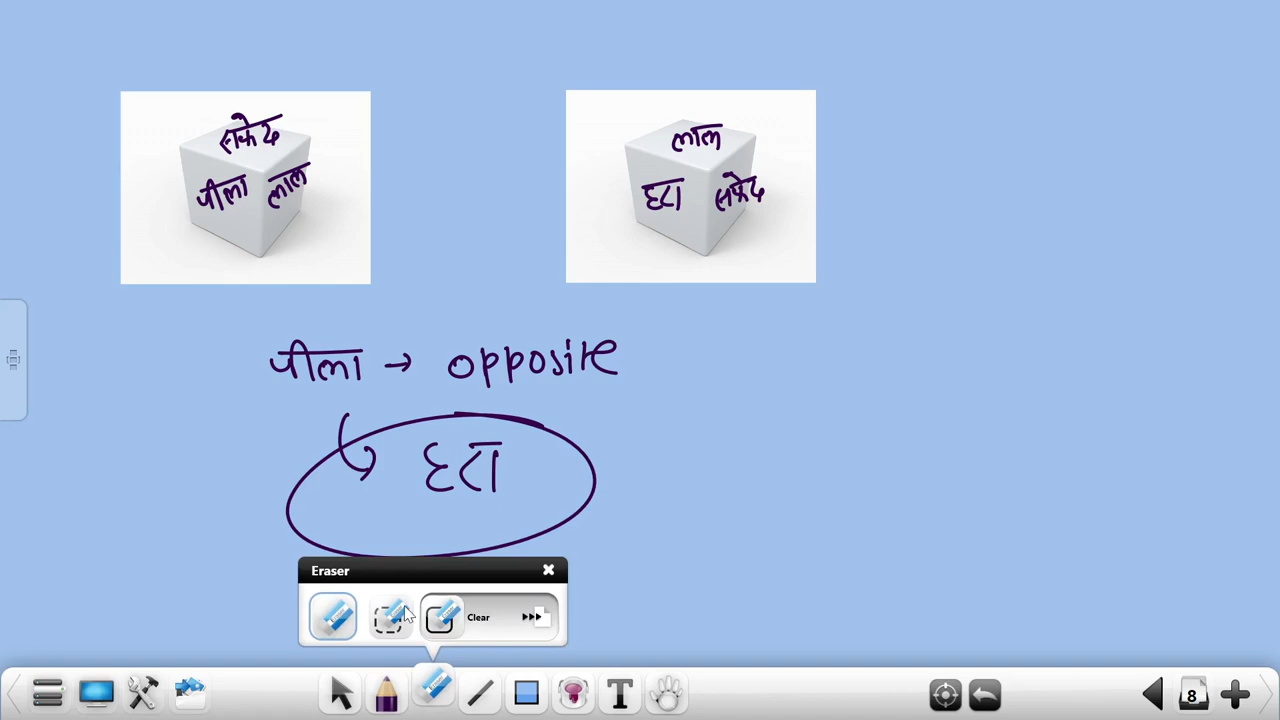 सफेद
पीला लाल
लाल
हरा सफेद
पीला → opposite
हरा
Eraser
Clear
8